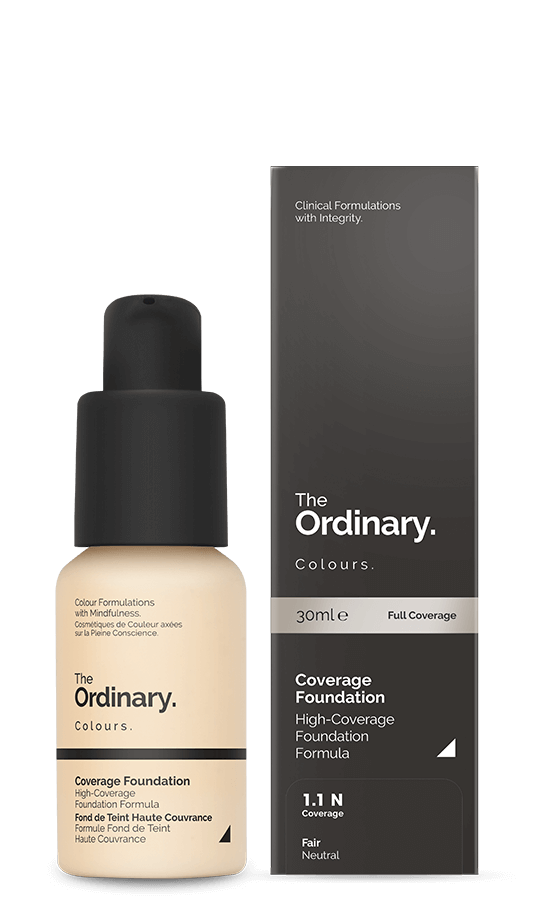 Clinical Formulations
with Integrity.
The
Ordinary.
Colours.
30ml e
Full Coverage
Coverage
Foundation
High-Coverage
Foundation
Formula
1.1 N
Coverage
Fair
Neutral
Colour Formulations
with Mindfulness.
Cosmétiques de Couleur axées
sur la Pleine Conscience.
The
Ordinary.
Colours.
Coverage Foundation
High-Coverage
Foundation Formula
Fond de Teint Haute Couvrance
Formule Fond de Teint
Haute Couvrance